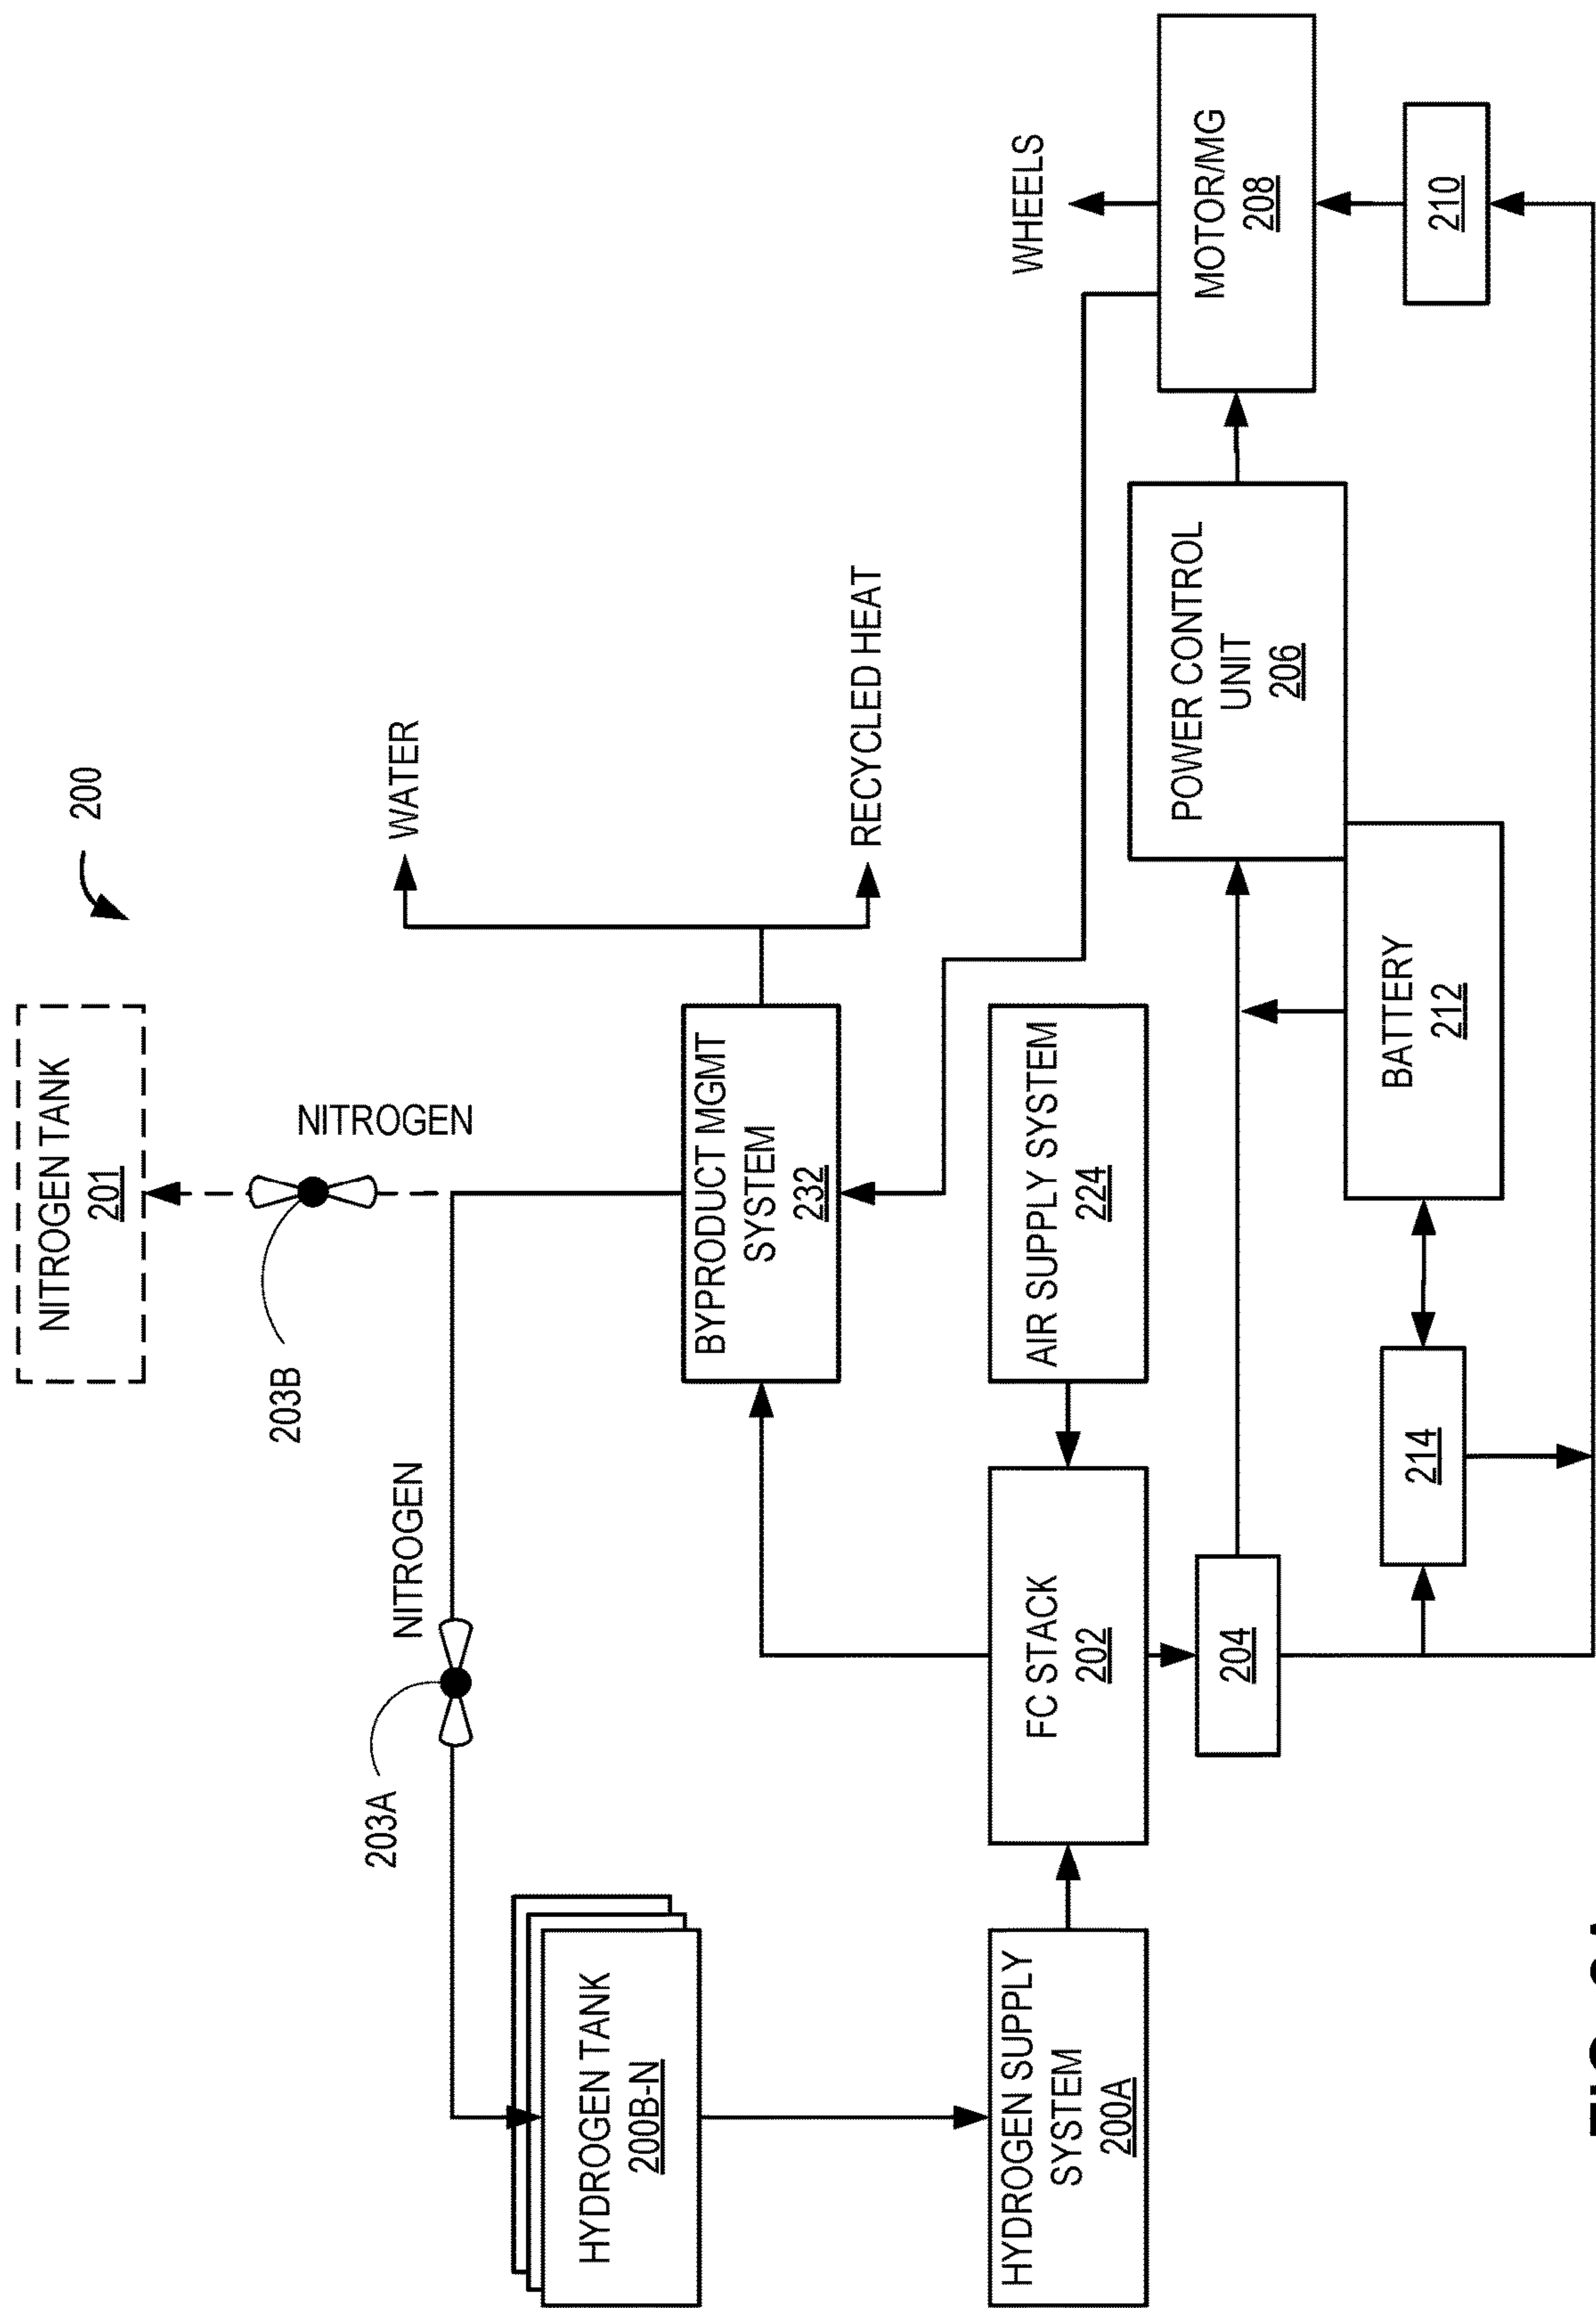 200
NITROGEN TANK
201
NITROGEN
203B
NITROGEN
203A
WATER
RECYCLED HEAT
HYDROGEN TANK
200B-N
BYPRODUCT MGMT
SYSTEM
232
WHEELS
HYDROGEN SUPPLY
SYSTEM
200A
FC STACK
202
AIR SUPPLY SYSTEM
224
204
POWER CONTROL
UNIT
206
MOTOR/MG
208
BATTERY
212
214
210